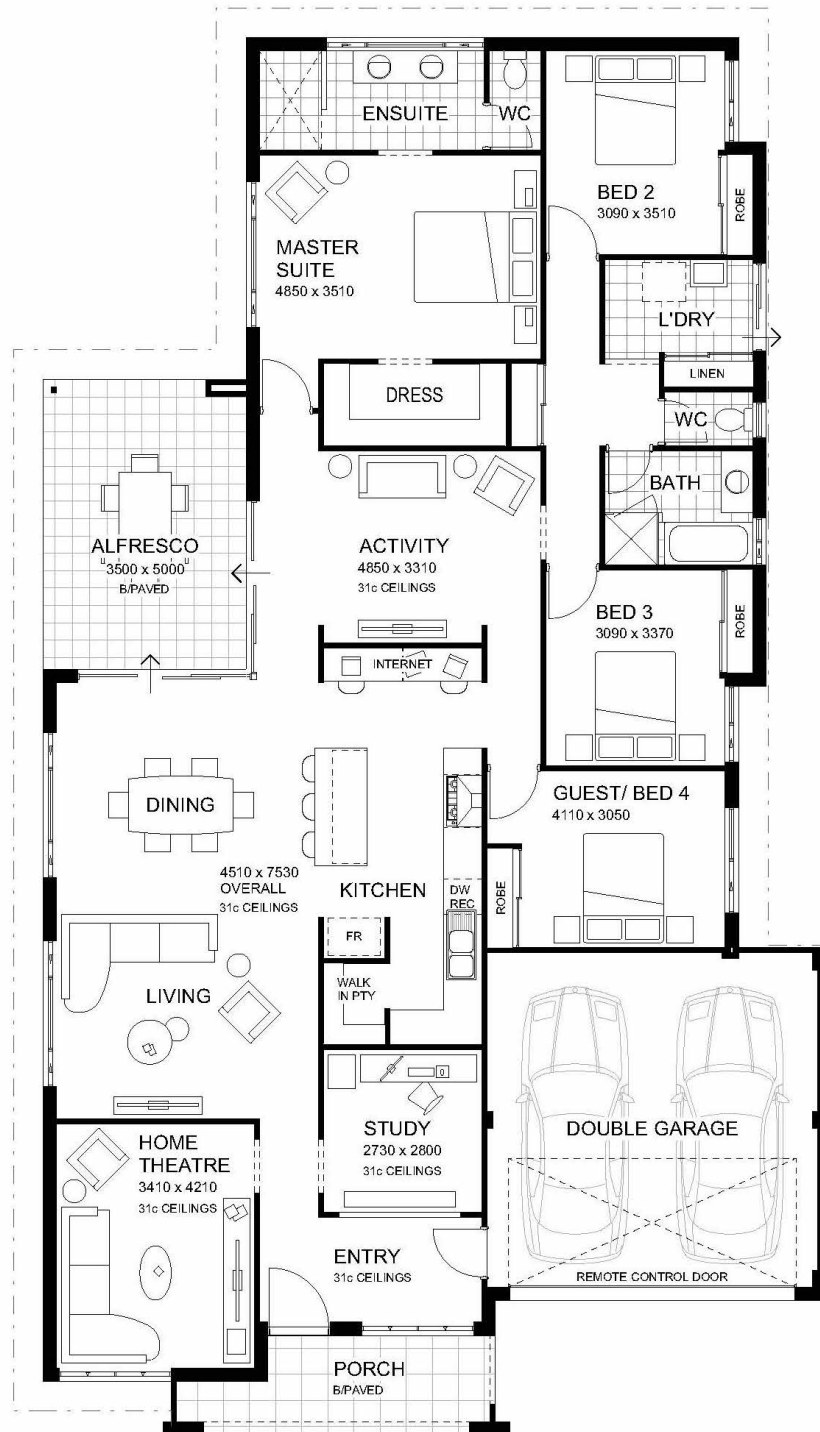 ENSUITE
WC
BED 2
3090 x 3510
ROBE
MASTER
SUITE
4850 x 3510
L'DRY
LINEN
DRESS
WC
BATH
ALFRESCO
3500 x 5000
B/PAVED
ACTIVITY
4850 x 3310
31c CEILINGS
BED 3
3090 x 3370
ROBE
INTERNET
DINING
GUEST/ BED 4
4110 x 3050
4510 x 7530
OVERALL
31c CEILINGS
KITCHEN
DW
REC
ROBE
FR
LIVING
WALK
IN PTY
HOME
THEATRE
3410 x 4210
31c CEILINGS
STUDY
2730 x 2800
31c CEILINGS
DOUBLE GARAGE
ENTRY
31c CEILINGS
REMOTE CONTROL DOOR
PORCH
B/PAVED